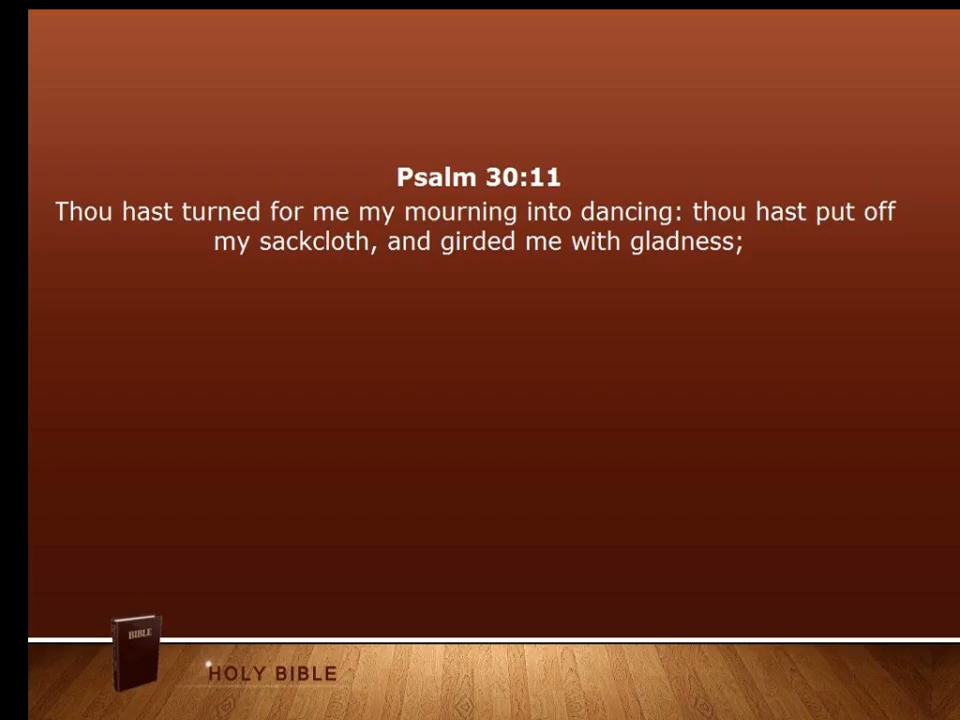 Psalm 30:11
Thou hast turned for me my mourning into dancing: thou hast put off
my sackcloth, and girded me with gladness;
BIBLE
HOLY BIBLE